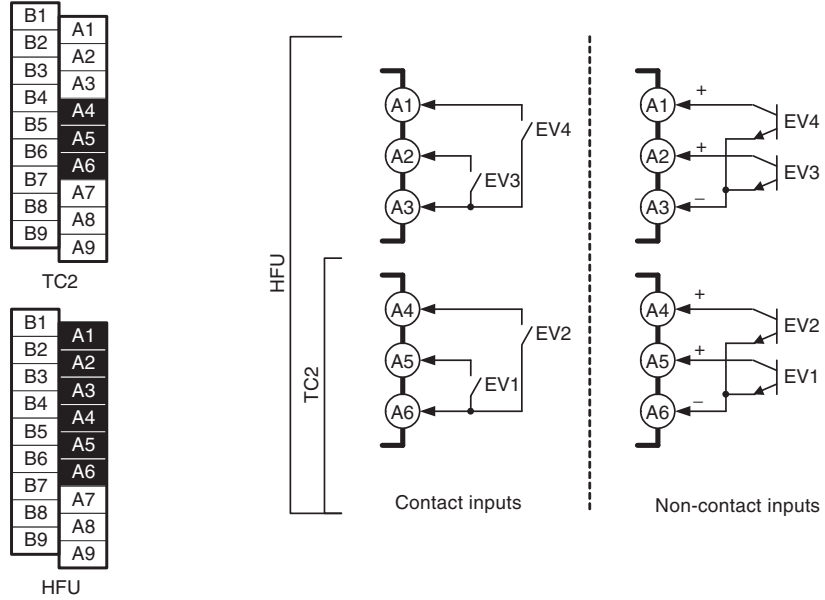 B1
B2
B3
B4
B5
B6
B7
B8
B9
A1
A2
A3
A4
A5
A6
A7
A8
A9
TC2
B1
B2
B3
B4
B5
B6
B7
B8
B9
A1
A2
A3
A4
A5
A6
A7
A8
A9
HFU
HFU
TC2
A1
A2
A3
EV4
EV3
A4
A5
A6
EV2
EV1
Contact inputs
A1
+
A2
+
A3
−
EV4
EV3
A4
+
A5
+
A6
−
EV2
EV1
Non-contact inputs